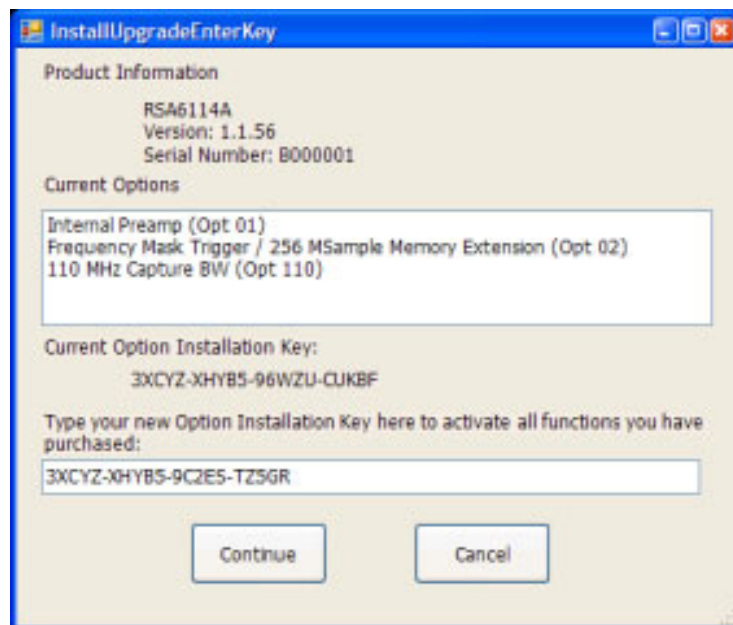 InstallUpgradeEnterKey
Product Information
RSA6114A
Version: 1.1.56
Serial Number: B000001
Current Options
Internal Preamp (Opt 01)
Frequency Mask Trigger / 256 MSample Memory Extension (Opt 02)
110 MHz Capture BW (Opt 110)
Current Option Installation Key:
3XCYZ-XHYB5-96WZU-CUKBF
Type your new Option Installation Key here to activate all functions you have
purchased:
3XCYZ-XHYB5-9C2E5-TZ5GR
Continue
Cancel